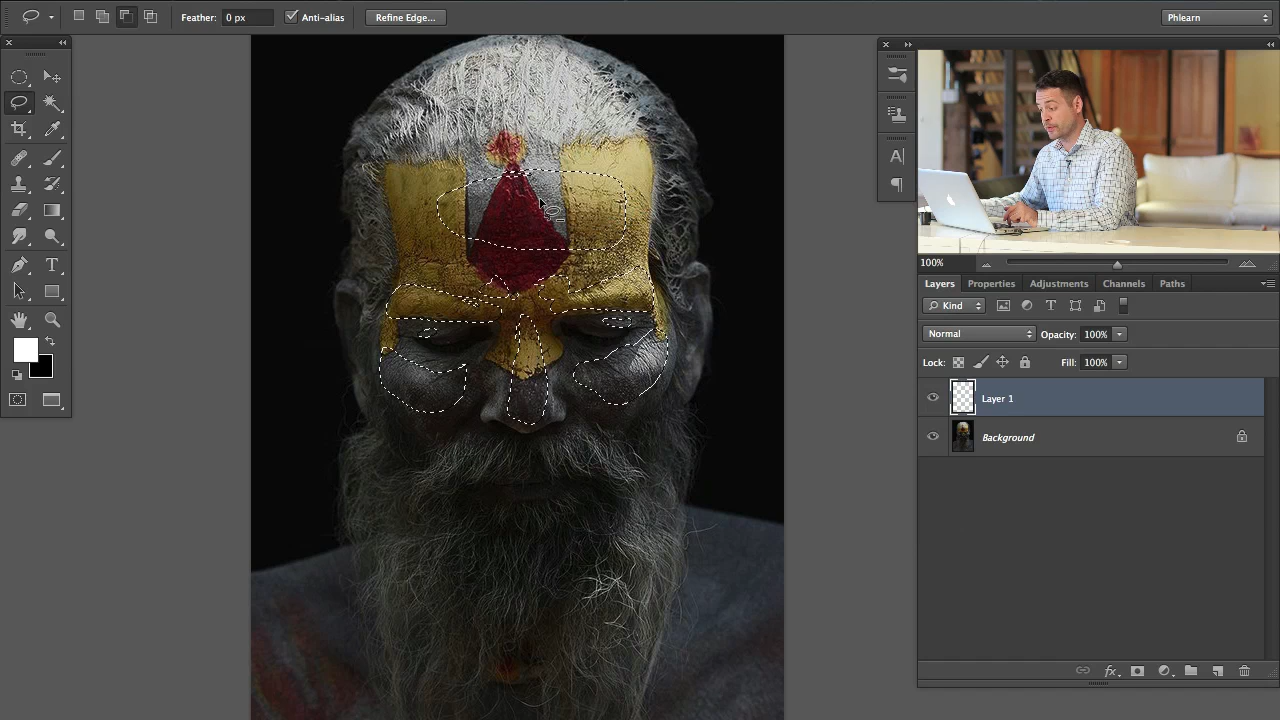 Feather: 0 px Anti-alias Refine Edge... Phlearn
100%
Layers Properties Adjustments Channels Paths
Kind
Normal Opacity: 100%
Lock: Fill: 100%
Layer 1
Background